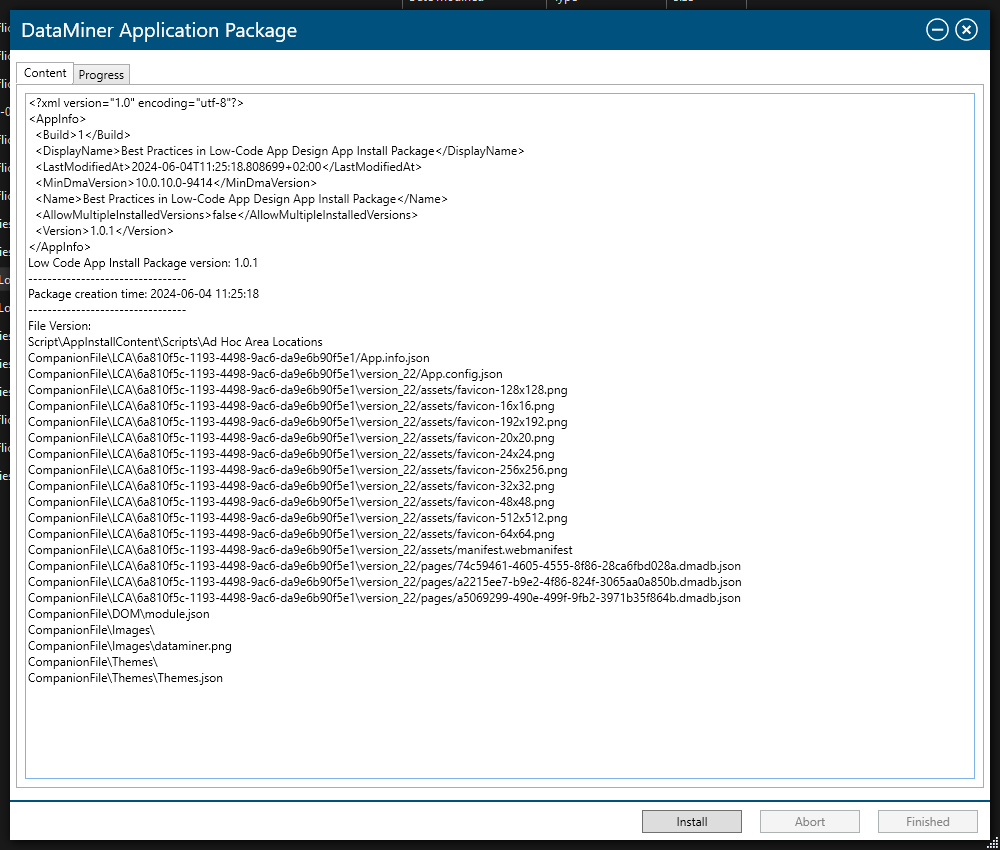 DataMiner Application Package
Content
Progress
<?xml version="1.0" encoding="utf-8"?>
<AppInfo>
<Build>1</Build>
<DisplayName>Best Practices in Low-Code App Design App Install Package</DisplayName>
<LastModifiedAt>2024-06-04T11:25:18.808699+02:00</LastModifiedAt>
<MinDmaVersion>10.0.10.0-9414</MinDmaVersion>
<Name>Best Practices in Low-Code App Design App Install Package</Name>
<AllowMultipleInstalledVersions>false</AllowMultipleInstalledVersions>
<Version>1.0.1</Version>
</AppInfo>
Low Code App Install Package version: 1.0.1
---------------------------------
Package creation time: 2024-06-04 11:25:18
---------------------------------
File Version:
Script\AppInstallContent\Scripts\Ad Hoc Area Locations
CompanionFile\LCA\6a810f5c-1193-4498-9ac6-da9e6b90f5e1/App.info.json
CompanionFile\LCA\6a810f5c-1193-4498-9ac6-da9e6b90f5e1\version_22/App.config.json
CompanionFile\LCA\6a810f5c-1193-4498-9ac6-da9e6b90f5e1\version_22/assets/favicon-128x128.png
CompanionFile\LCA\6a810f5c-1193-4498-9ac6-da9e6b90f5e1\version_22/assets/favicon-16x16.png
CompanionFile\LCA\6a810f5c-1193-4498-9ac6-da9e6b90f5e1\version_22/assets/favicon-192x192.png
CompanionFile\LCA\6a810f5c-1193-4498-9ac6-da9e6b90f5e1\version_22/assets/favicon-20x20.png
CompanionFile\LCA\6a810f5c-1193-4498-9ac6-da9e6b90f5e1\version_22/assets/favicon-24x24.png
CompanionFile\LCA\6a810f5c-1193-4498-9ac6-da9e6b90f5e1\version_22/assets/favicon-256x256.png
CompanionFile\LCA\6a810f5c-1193-4498-9ac6-da9e6b90f5e1\version_22/assets/favicon-32x32.png
CompanionFile\LCA\6a810f5c-1193-4498-9ac6-da9e6b90f5e1\version_22/assets/favicon-48x48.png
CompanionFile\LCA\6a810f5c-1193-4498-9ac6-da9e6b90f5e1\version_22/assets/favicon-512x512.png
CompanionFile\LCA\6a810f5c-1193-4498-9ac6-da9e6b90f5e1\version_22/assets/favicon-64x64.png
CompanionFile\LCA\6a810f5c-1193-4498-9ac6-da9e6b90f5e1\version_22/assets/manifest.webmanifest
CompanionFile\LCA\6a810f5c-1193-4498-9ac6-da9e6b90f5e1\version_22/pages/74c59461-4605-4555-8f86-28ca6fbd028a.dmadb.json
CompanionFile\LCA\6a810f5c-1193-4498-9ac6-da9e6b90f5e1\version_22/pages/a2215ee7-b9e2-4f86-824f-3065aa0a850b.dmadb.json
CompanionFile\LCA\6a810f5c-1193-4498-9ac6-da9e6b90f5e1\version_22/pages/a5069299-490e-499f-9fb2-3971b35f864b.dmadb.json
CompanionFile\DOM\module.json
CompanionFile\Images\
CompanionFile\Images\dataminer.png
CompanionFile\Themes\
CompanionFile\Themes\Themes.json
Install
Abort
Finished